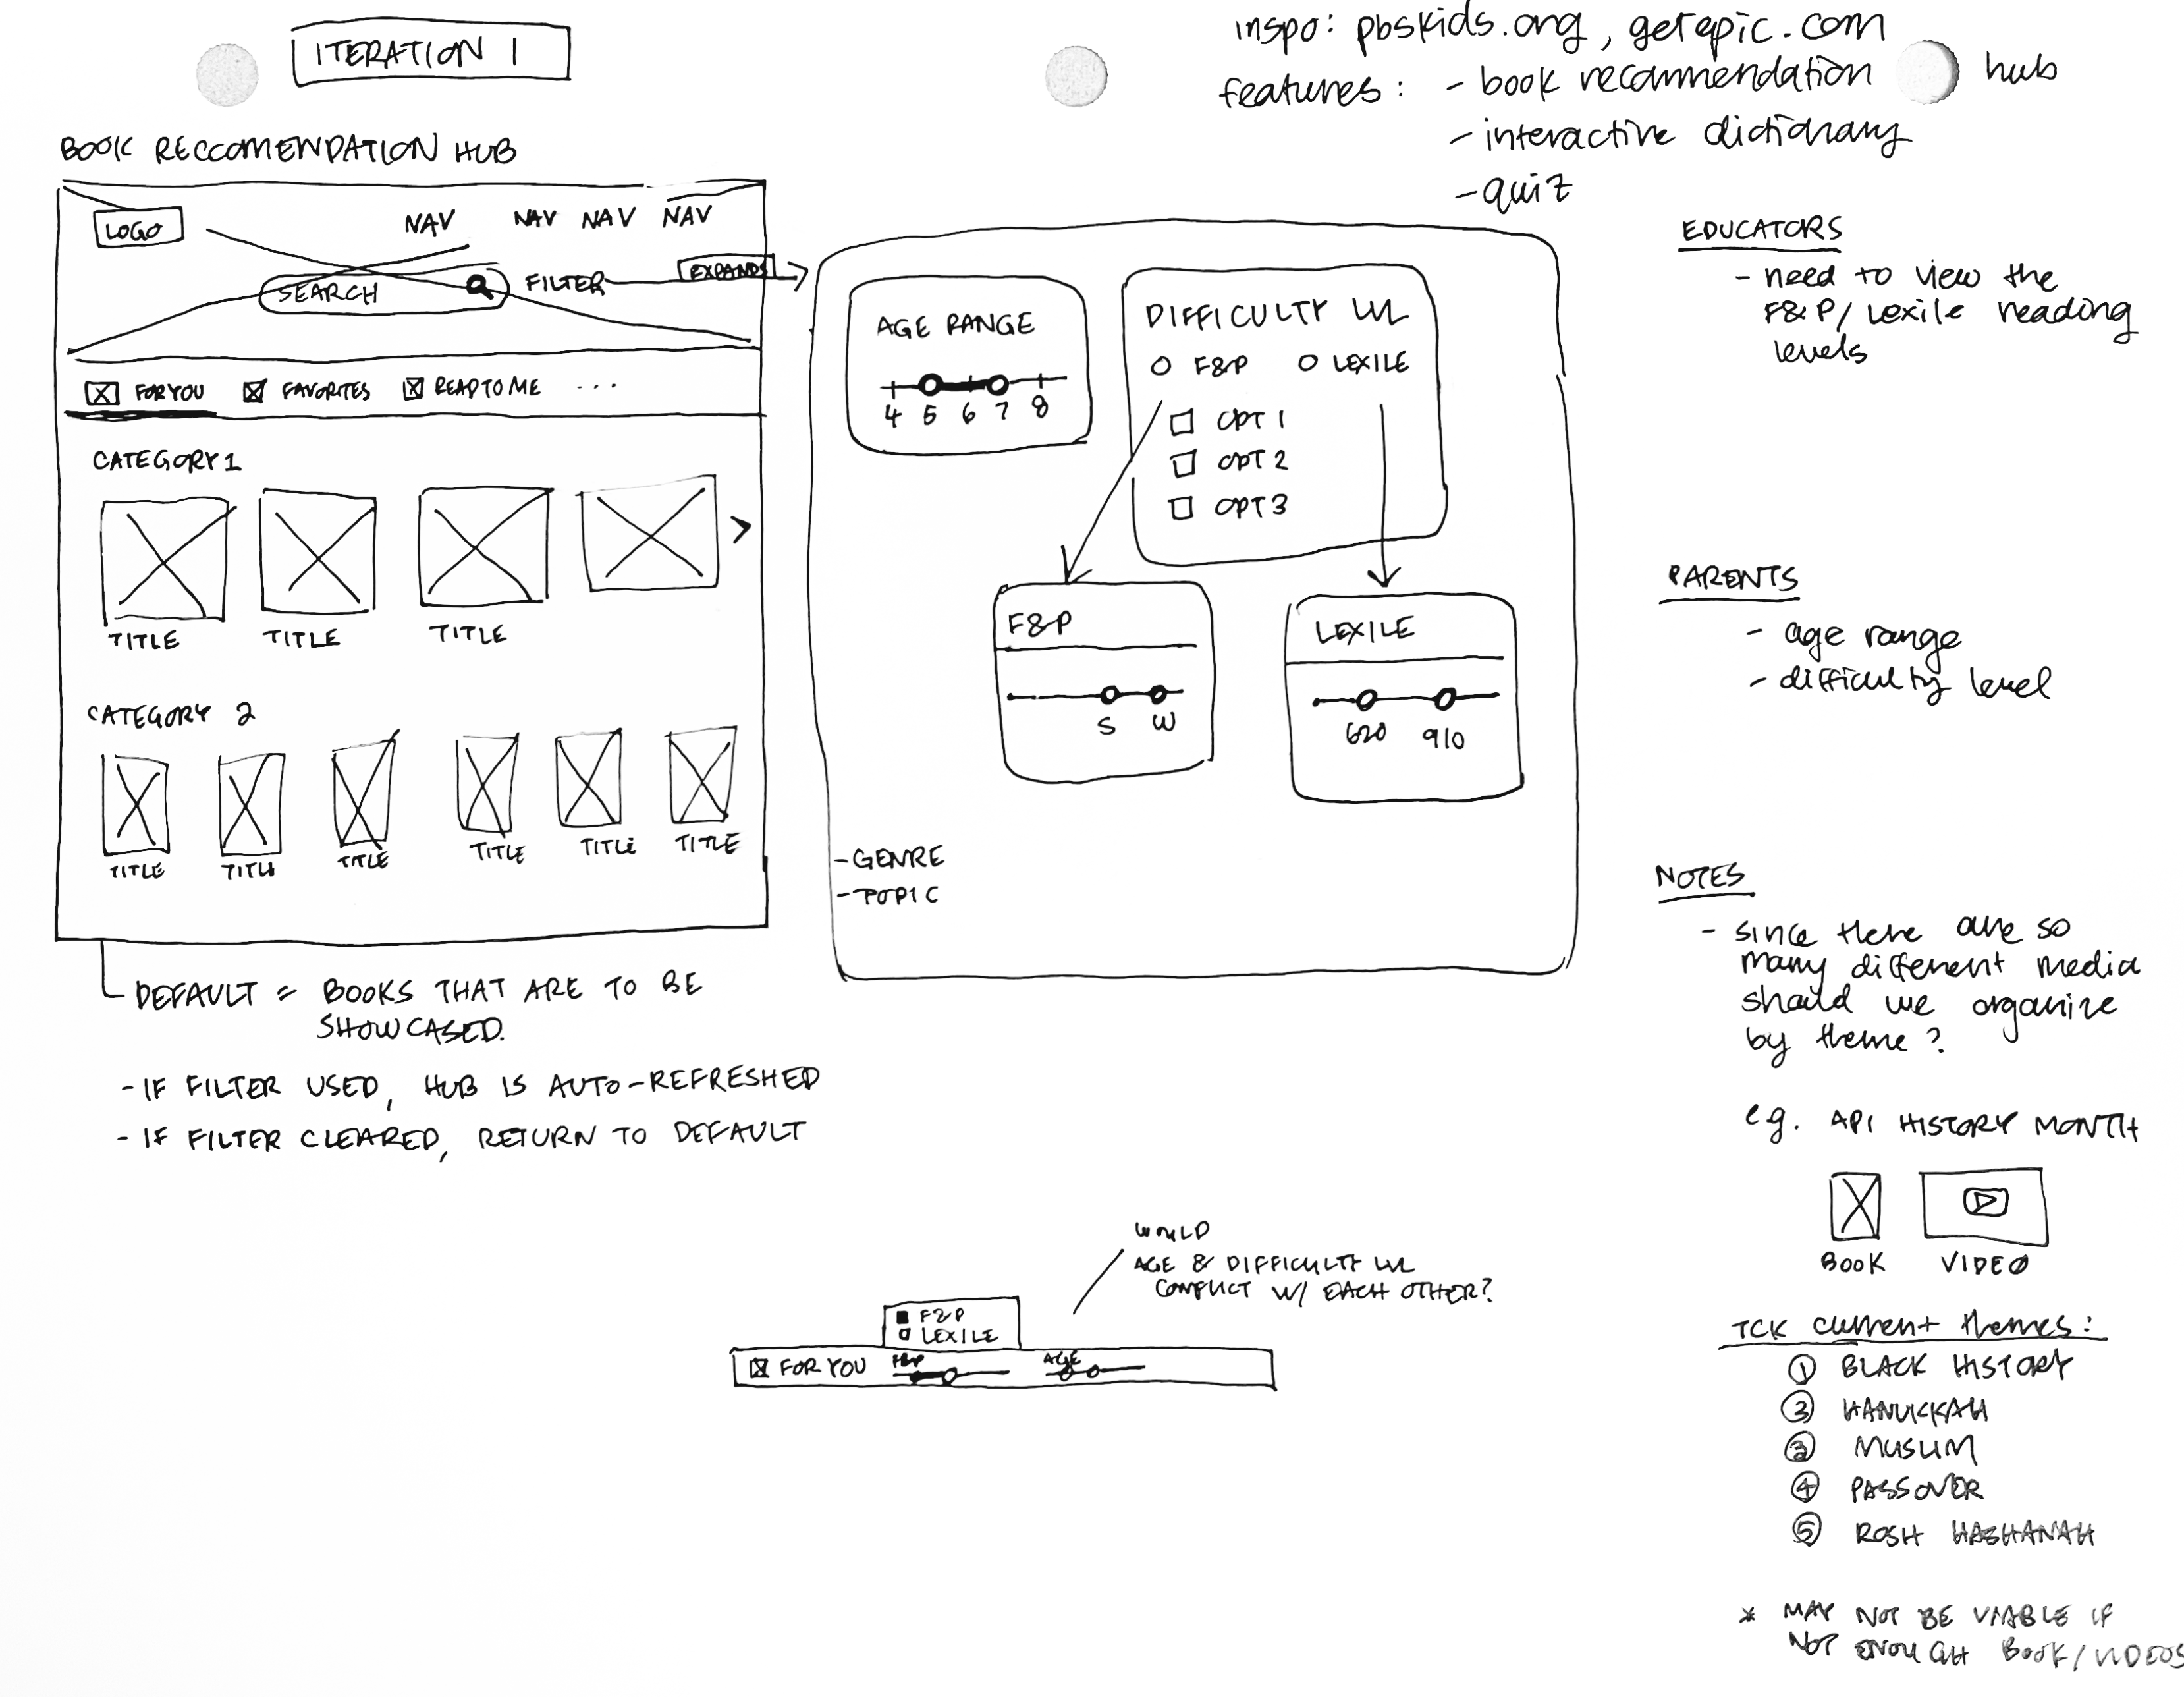 ITERATION 1
inspo: pbskids.org, getepic.com
features: - book recommendation hub
- interactive dictionary
- quiz
BOOK RECCOMENDATION HUB
LOGO
NAV NAV NAV NAV
SEARCH
FILTER
EXPANDS
FOR YOU FAVORITES READ TO ME ...
CATEGORY 1
>
TITLE TITLE TITLE
CATEGORY 2
TITLE TITLE TITLE TITLE TITLE TITLE
DEFAULT = BOOKS THAT ARE TO BE
SHOWCASED.
- IF FILTER USED, HUB IS AUTO-REFRESHED
- IF FILTER CLEARED, RETURN TO DEFAULT
AGE RANGE
4 5 6 7 8
DIFFICULTY LVL
F&P LEXILE
OPT 1
OPT 2
OPT 3
F&P
S W
LEXILE
620 910
- GENRE
- TOPIC
EDUCATORS
- need to view the
F&P/Lexile reading
levels
PARENTS
- age range
- difficulty level
NOTES
- since there are so
many different media
should we organize
by theme?
e.g. API HISTORY MONTH
BOOK VIDEO
TCK current themes:
① BLACK HISTORY
② HANUKKAH
③ MUSLIM
④ PASSOVER
⑤ ROSH HASHANAH
* MAY NOT BE VIABLE IF
NOT ENOUGH BOOK/VIDEOS
WOULD
AGE & DIFFICULTY LVL
CONFLICT W/ EACH OTHER?
F&P
LEXILE
FOR YOU F&P AGE